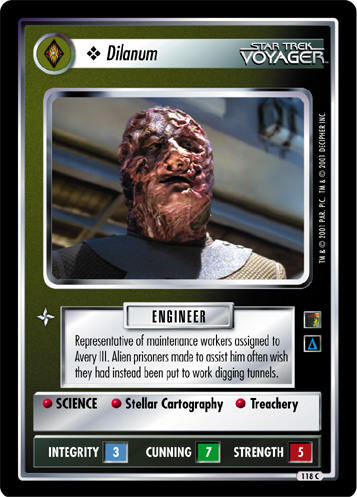 ❖ Dilanum
STAR TREK
VOYAGER™
TM & © 2001 PAR. PIC. TM & © 2001 DECIPHER INC.
ENGINEER
Representative of maintenance workers assigned to
Avery III. Alien prisoners made to assist him often wish
they had instead been put to work digging tunnels.
SCIENCE Stellar Cartography Treachery
INTEGRITY 3 CUNNING 7 STRENGTH 5
118 C